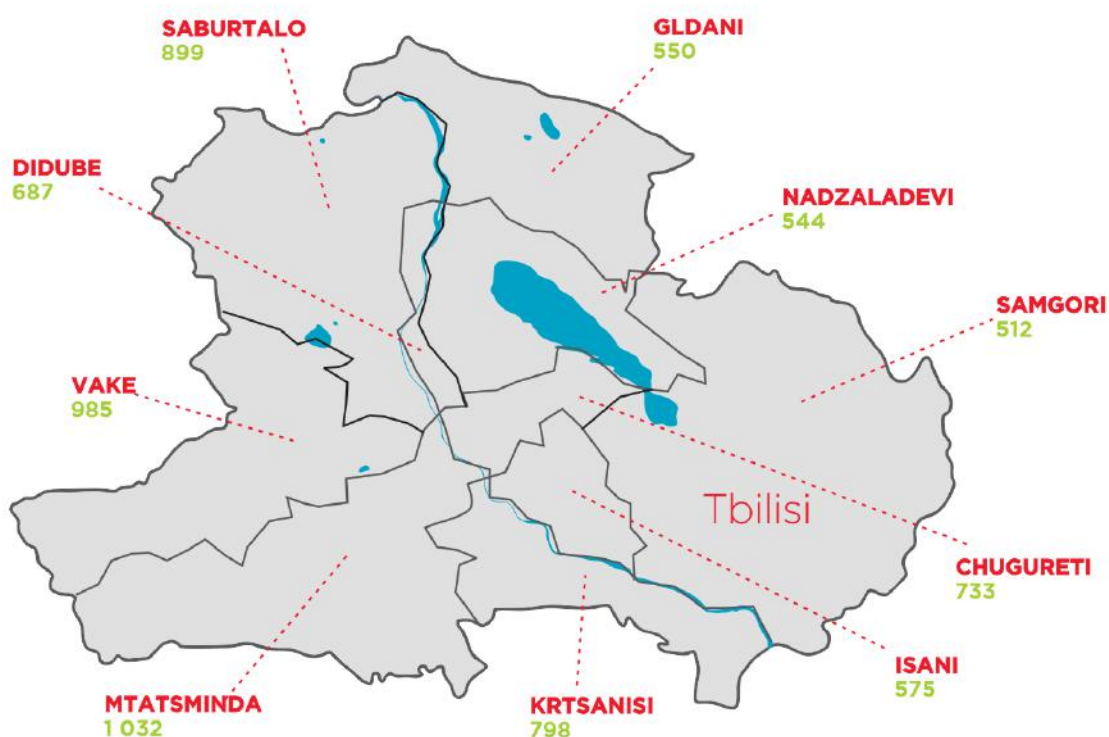 SABURTALO
899
GLDANI
550
DIDUBE
687
NADZALADEVI
544
SAMGORI
512
VAKE
985
Tbilisi
CHUGURETI
733
ISANI
575
MTATSMINDA
1 032
KRTSANISI
798